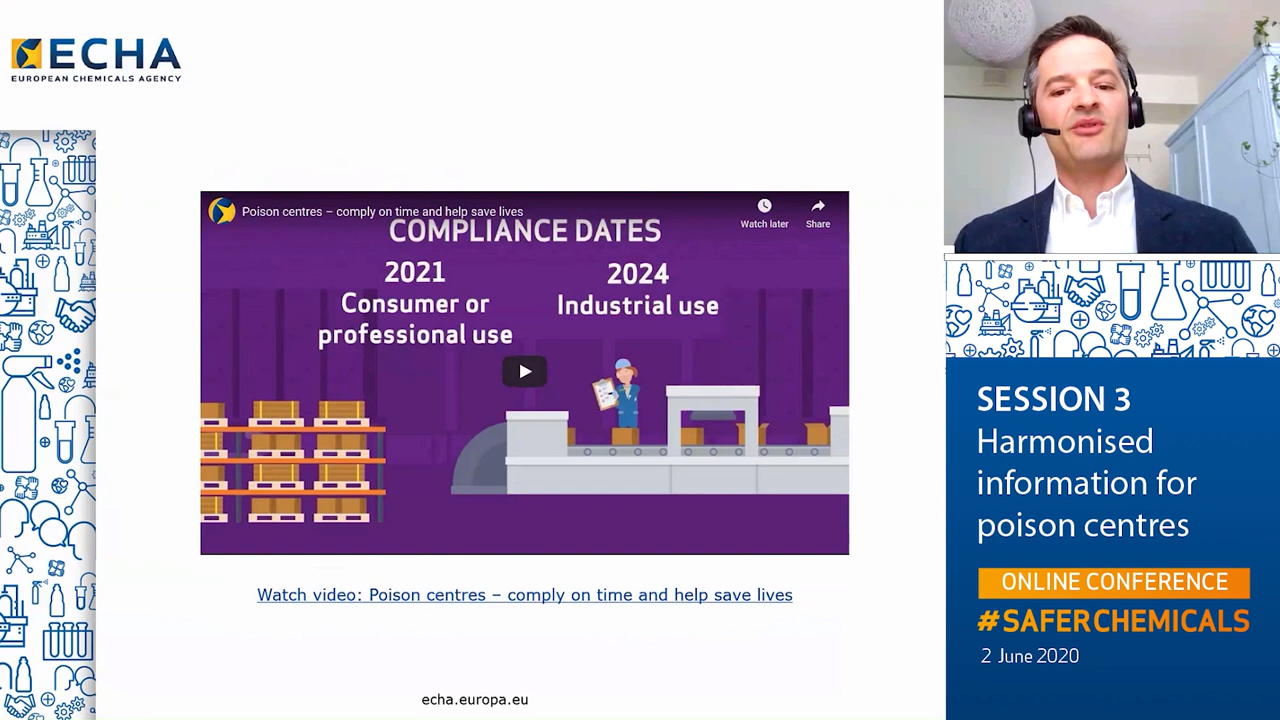 ECHA
EUROPEAN CHEMICALS AGENCY
Poison centres – comply on time and help save lives
Watch later
Share
COMPLIANCE DATES
2021
Consumer or
professional use
2024
Industrial use
Watch video: Poison centres – comply on time and help save lives
echa.europa.eu
SESSION 3
Harmonised
information for
poison centres
ONLINE CONFERENCE
#SAFERCHEMICALS
2 June 2020